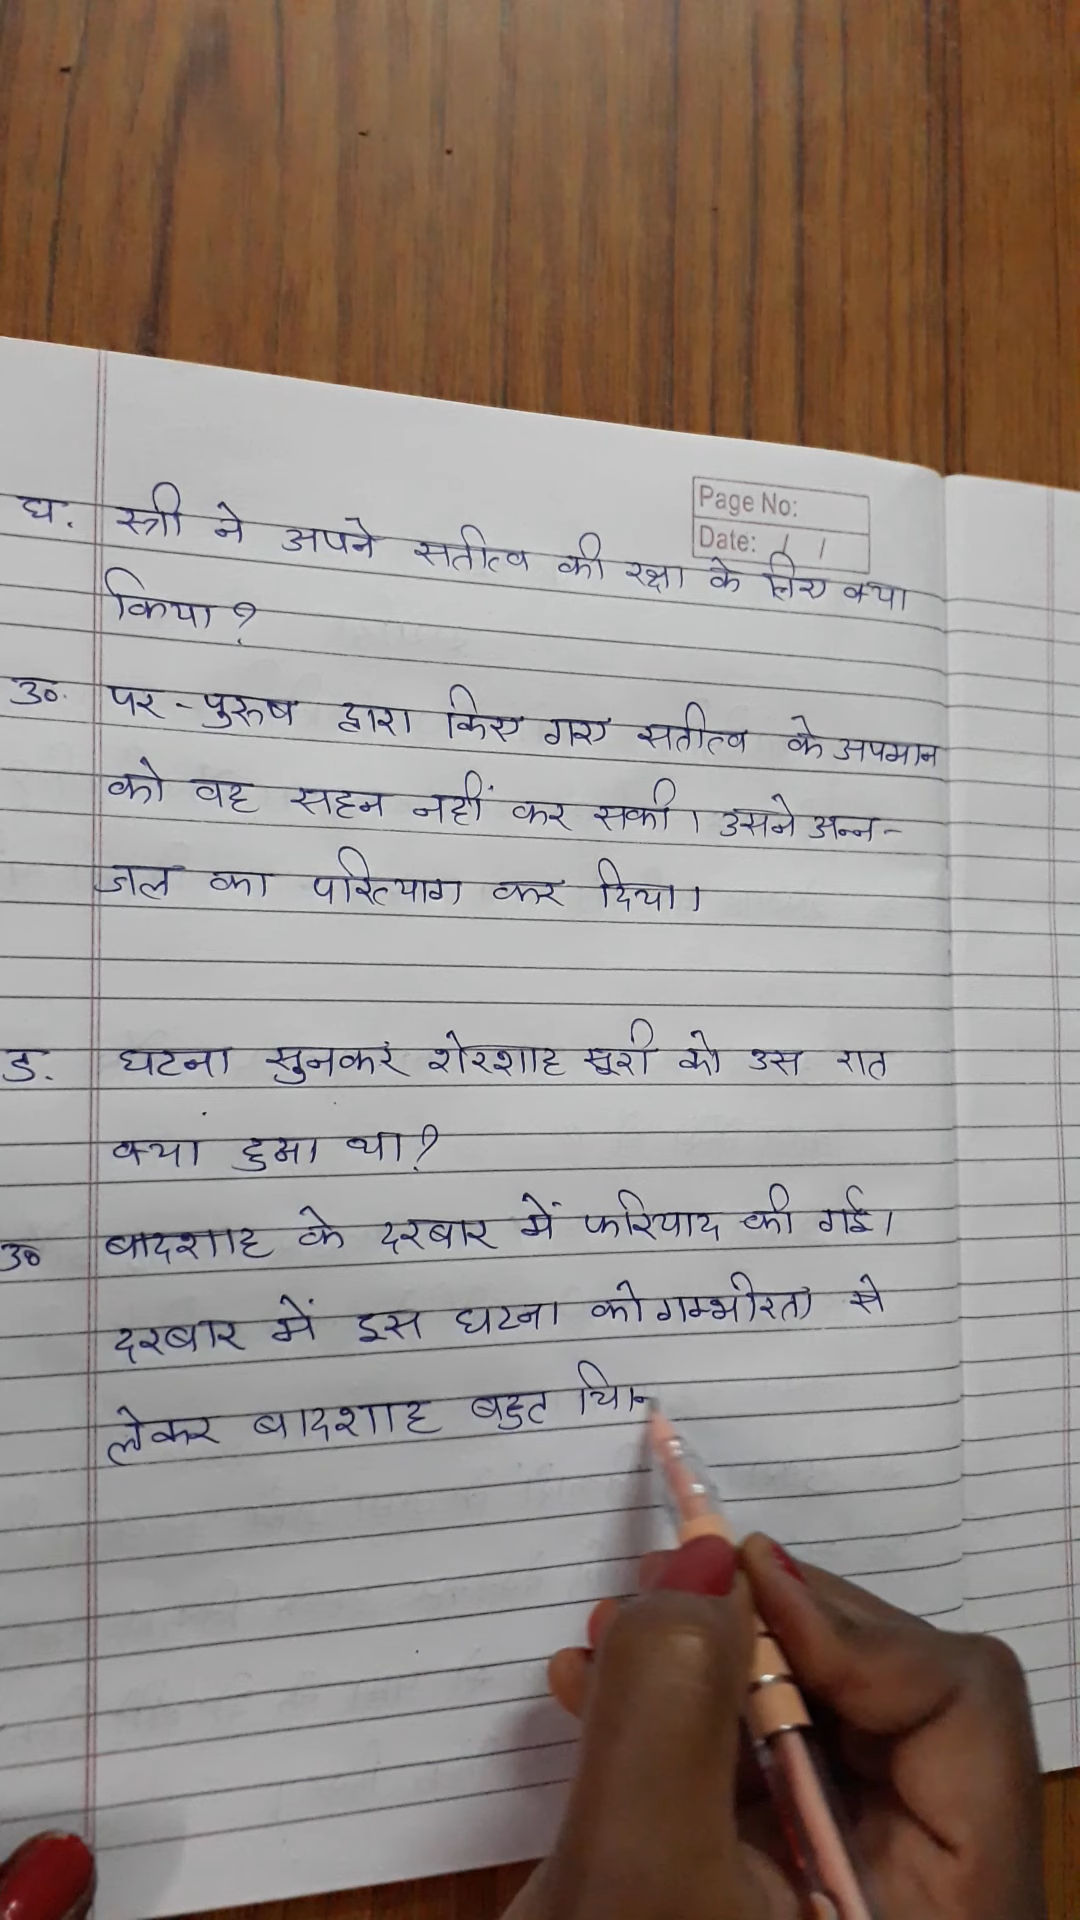 Page No:
Date: / /
घ. स्त्री ने अपने सतीत्व की रक्षा के लिए क्या
किया?
उ०. पर-पुरुष द्वारा किए गए सतीत्व के अपमान
को वह सहन नहीं कर सकी। उसने अन्न-
जल का परित्याग कर दिया।
ड. घटना सुनकर शेरशाह सूरी को उस रात
क्या हुआ था?
उ० बादशाह के दरबार में फरियाद की गई।
दरबार में इस घटना को गम्भीरता से
लेकर बादशाह बहुत